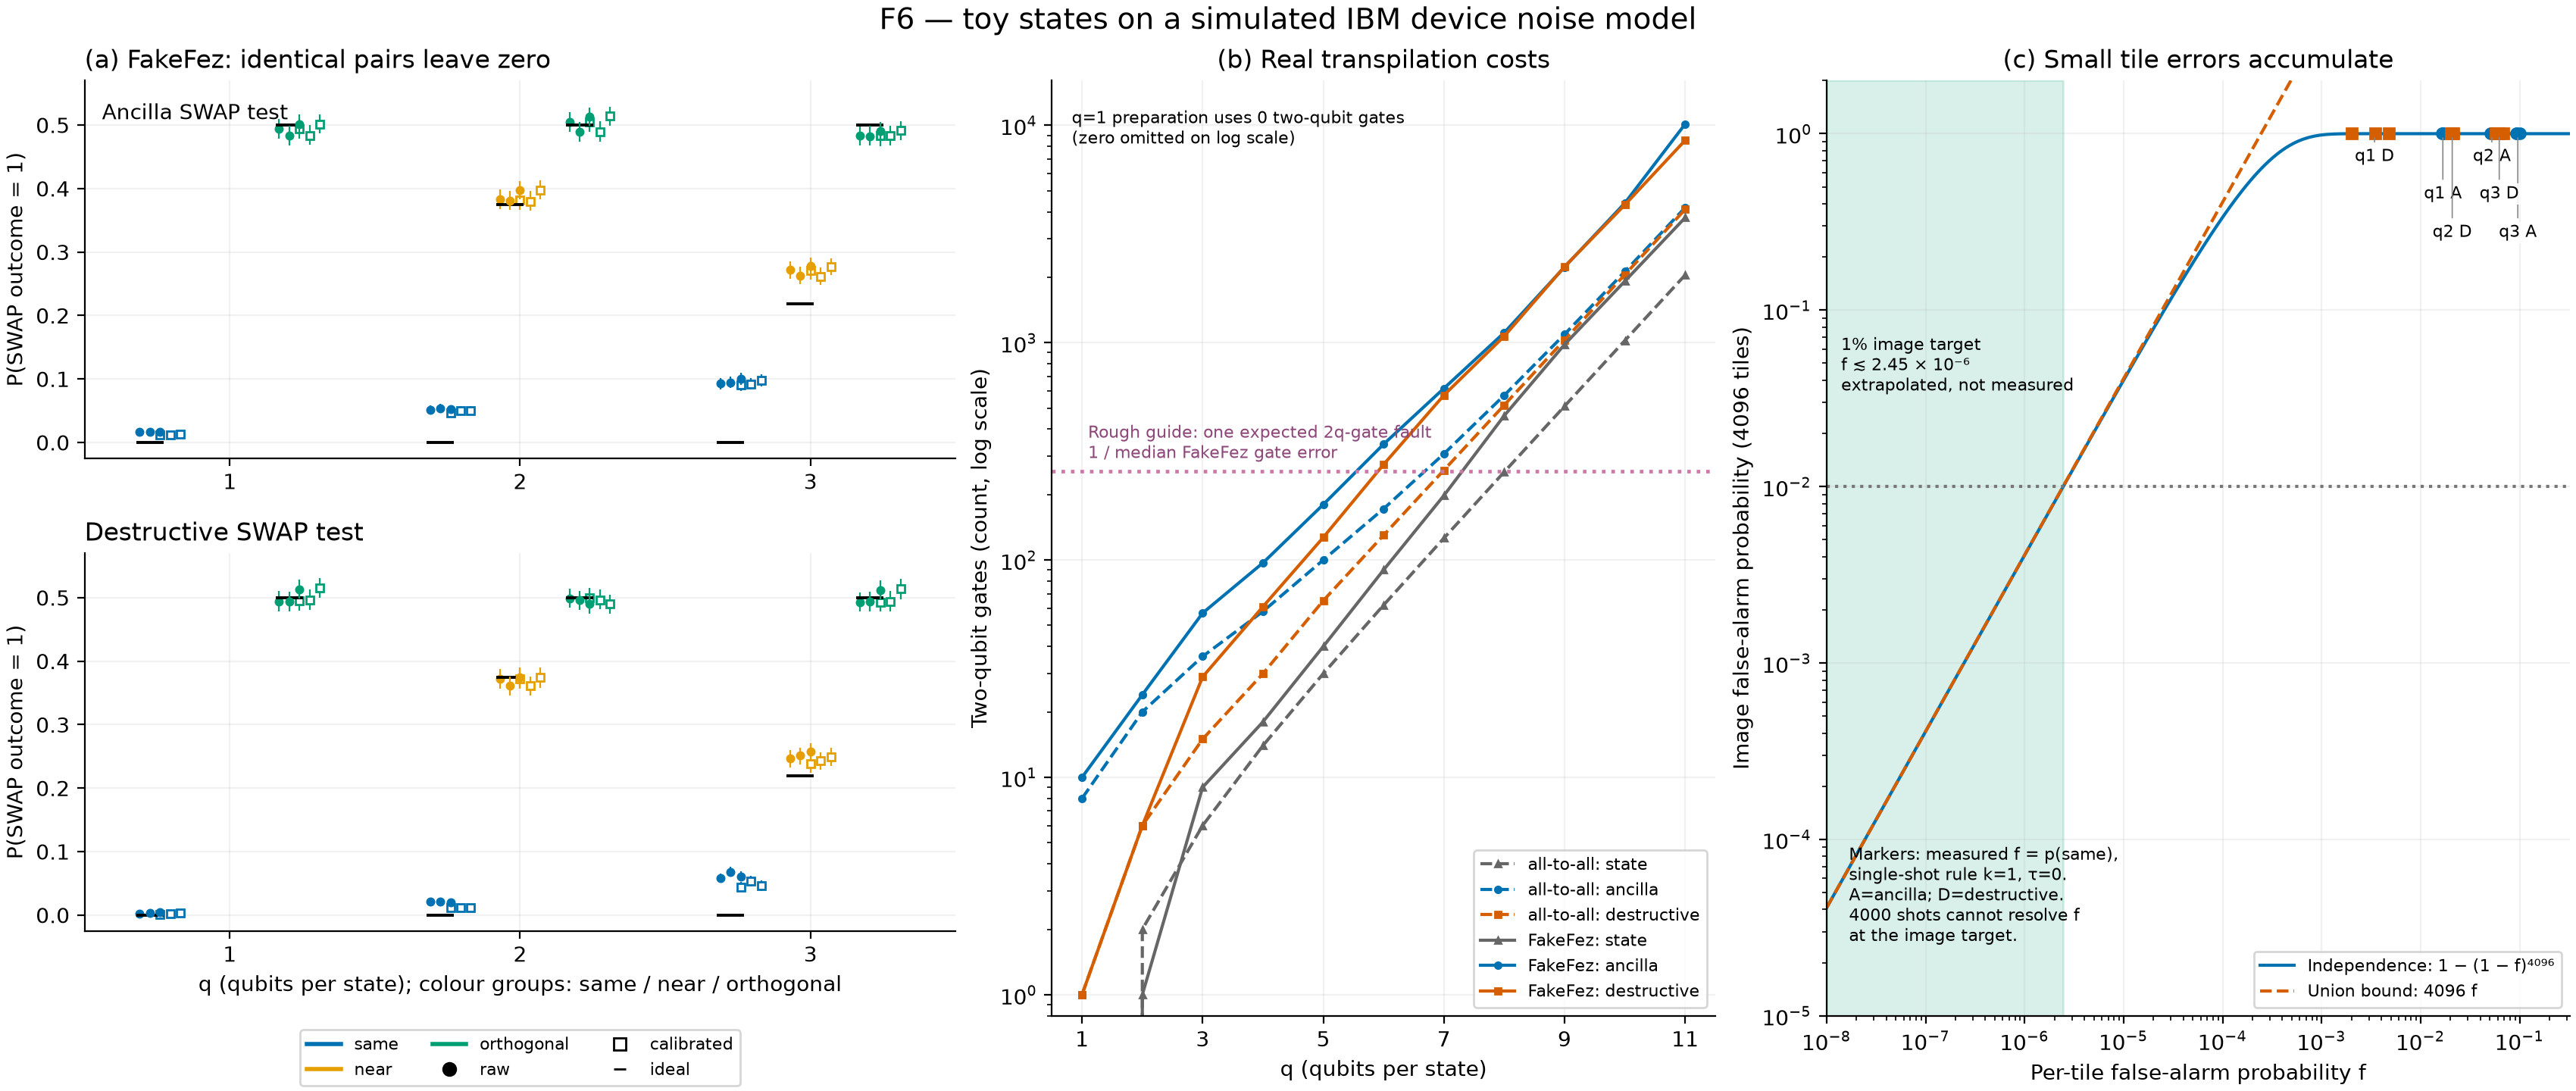 F6 — toy states on a simulated IBM device noise model
(a) FakeFez: identical pairs leave zero
Ancilla SWAP test
P(SWAP outcome = 1)
0.5
0.4
0.3
0.2
0.1
0.0
1
2
3
Destructive SWAP test
P(SWAP outcome = 1)
0.5
0.4
0.3
0.2
0.1
0.0
1
2
3
q (qubits per state); colour groups: same / near / orthogonal
same
near
orthogonal
raw
calibrated
ideal
(b) Real transpilation costs
q=1 preparation uses 0 two-qubit gates
(zero omitted on log scale)
Two-qubit gates (count, log scale)
10⁴
10³
10²
10¹
10⁰
Rough guide: one expected 2q-gate fault
1 / median FakeFez gate error
all-to-all: state
all-to-all: ancilla
all-to-all: destructive
FakeFez: state
FakeFez: ancilla
FakeFez: destructive
1
3
5
7
9
11
q (qubits per state)
(c) Small tile errors accumulate
Image false-alarm probability (4096 tiles)
10⁰
10⁻¹
10⁻²
10⁻³
10⁻⁴
10⁻⁵
q1 D
q2 A
q1 A
q3 D
q2 D
q3 A
1% image target
f ≲ 2.45 × 10⁻⁶
extrapolated, not measured
Markers: measured f = p(same),
single-shot rule k=1, τ=0.
A=ancilla; D=destructive.
4000 shots cannot resolve f
at the image target.
Independence: 1 − (1 − f)⁴⁰⁹⁶
Union bound: 4096 f
10⁻⁸
10⁻⁷
10⁻⁶
10⁻⁵
10⁻⁴
10⁻³
10⁻²
10⁻¹
Per-tile false-alarm probability f